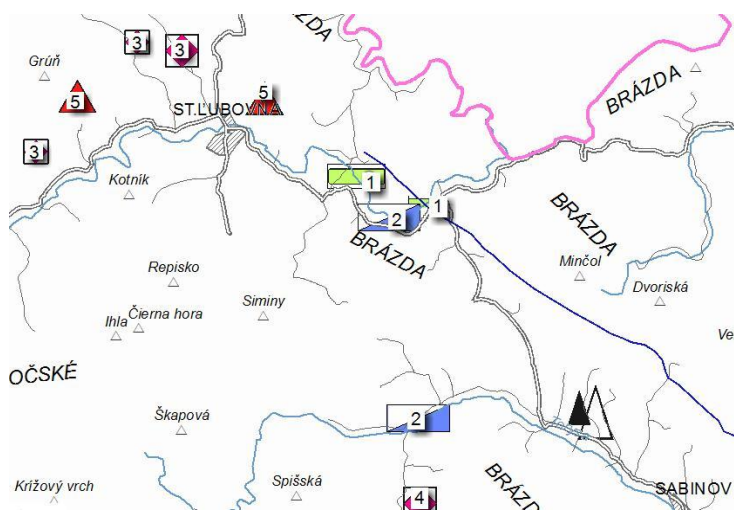 BRÁZDA
3
3
Grúň
5
5
ST.ĽUBOVŇA
BRÁZDA
3
Kotník
1
1
2
BRÁZDA
BRÁZDA
Minčol
Repisko
Dvoriská
Siminy
Čierna hora
Ihla
Ve
OČSKÉ
2
Škapová
Spišská
BRÁZDA
Krížový vrch
SABINOV
4